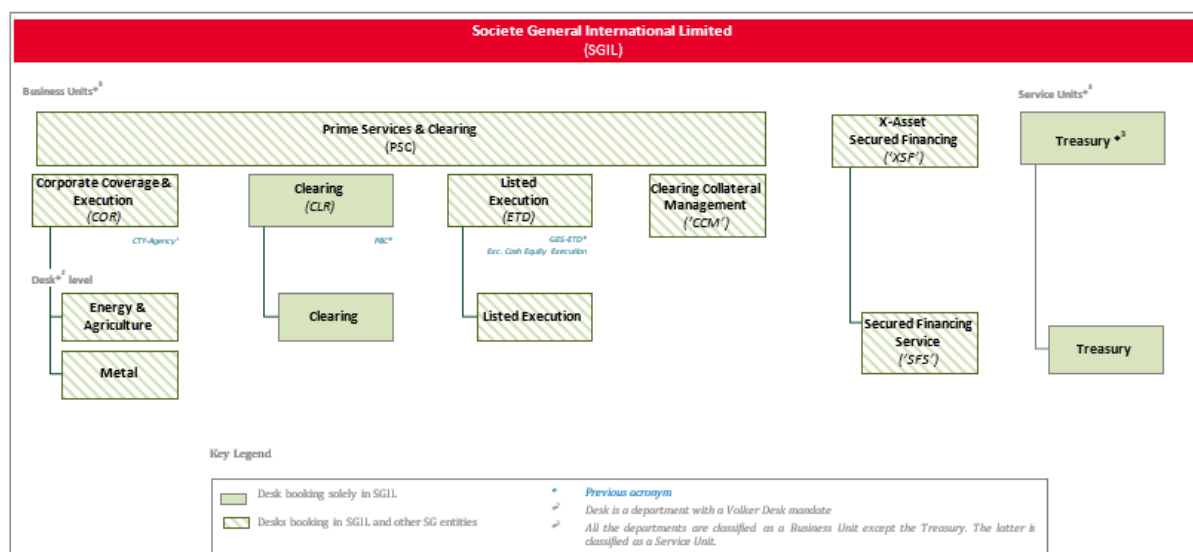 Societe General International Limited
(SGIL)
Business Units*²
Service Units*²
Prime Services & Clearing
(PSC)
X-Asset
Secured Financing
('XSF')
Treasury *³
Corporate Coverage &
Execution
(COR)
Clearing
(CLR)
Listed
Execution
(ETD)
Clearing Collateral
Management
('CCM')
CTY-Agency*
PBC*
GES-ETD*
Exc. Cash Equity Execution
Desk*² level
Energy &
Agriculture
Clearing
Listed Execution
Secured Financing
Service
('SFS')
Treasury
Metal
Key Legend
Desk booking solely in SGIL
Desks booking in SGIL and other SG entities
* Previous acronym
Desk is a department with a Volker Desk mandate
All the departments are classified as a Business Unit except the Treasury. The latter is
classified as a Service Unit.